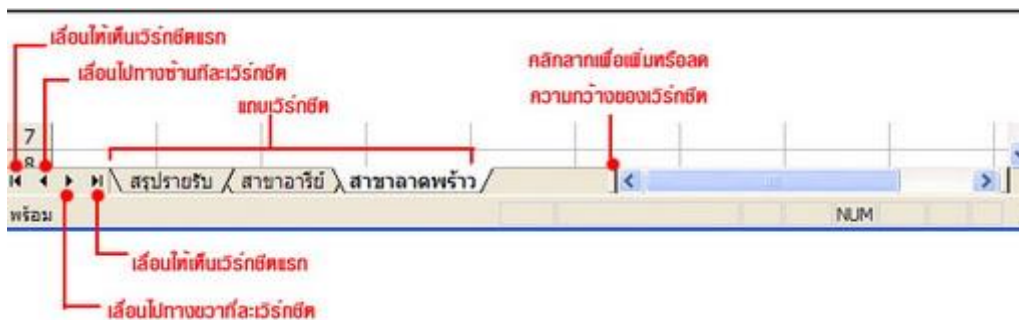 เลื่อนให้เห็นเวิร์กชีตแรก
เลื่อนไปทางซ้ายทีละเวิร์กชีต
แถบเวิร์กชีต
คลิกลากเพื่อเพิ่มหรือลด
ความกว้างของเวิร์กชีต
7
8
สรุปรายรับ สาขาอารีย์ สาขาลาดพร้าว
พร้อม NUM
เลื่อนให้เห็นเวิร์กชีตแรก
เลื่อนไปทางขวาทีละเวิร์กชีต